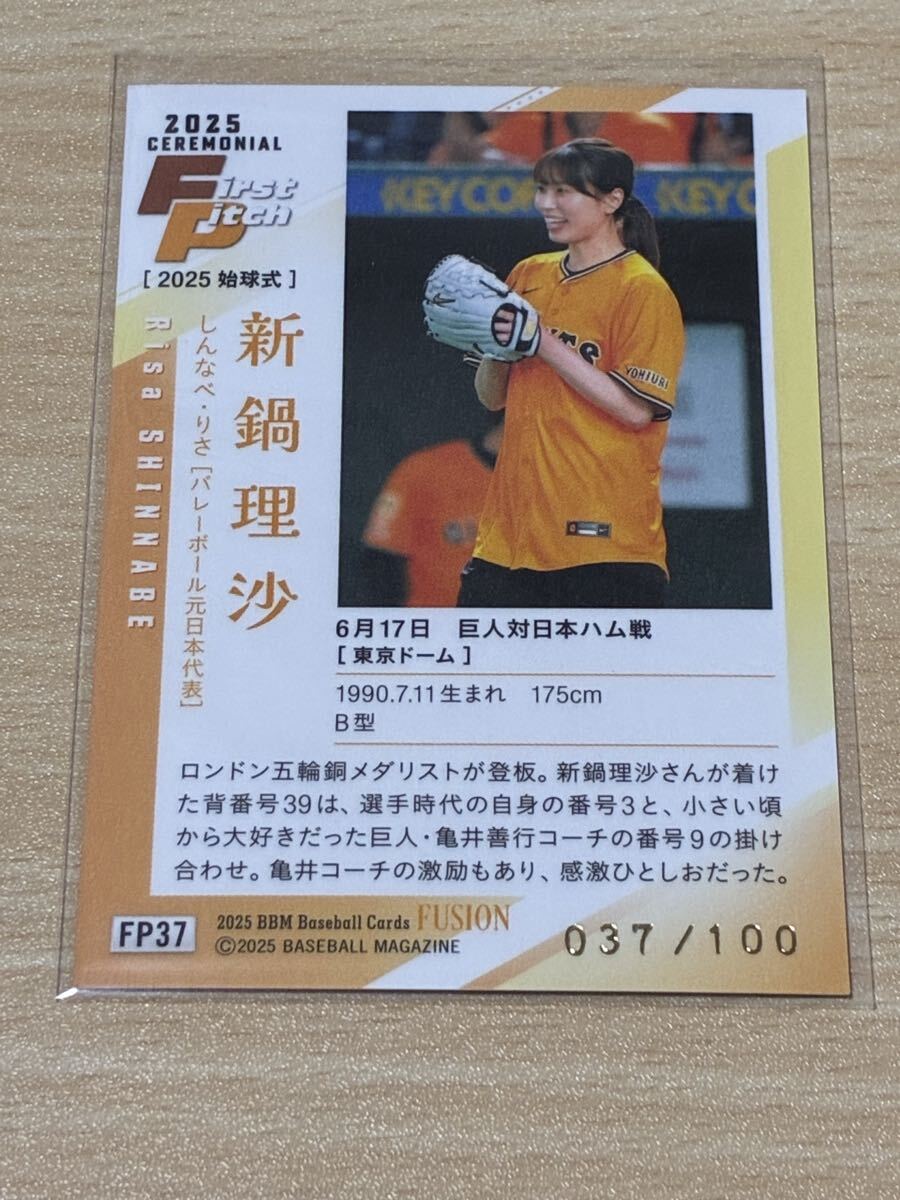 2025
CEREMONIAL
First
Pitch
[ 2025 始球式 ]
新鍋理沙
しんなべ・りさ [バレーボール元日本代表]
Risa SHINNABE
KEY CO
KEY CO
TS
YOMIURI
6月17日 巨人対日本ハム戦
[ 東京ドーム ]
1990.7.11生まれ 175cm
B型
ロンドン五輪銅メダリストが登板。新鍋理沙さんが着け
た背番号39は、選手時代の自身の番号3と、小さい頃
から大好きだった巨人・亀井善行コーチの番号9の掛け
合わせ。亀井コーチの激励もあり、感激ひとしおだった。
FP37
2025 BBM Baseball Cards FUSION
©2025 BASEBALL MAGAZINE
037/100